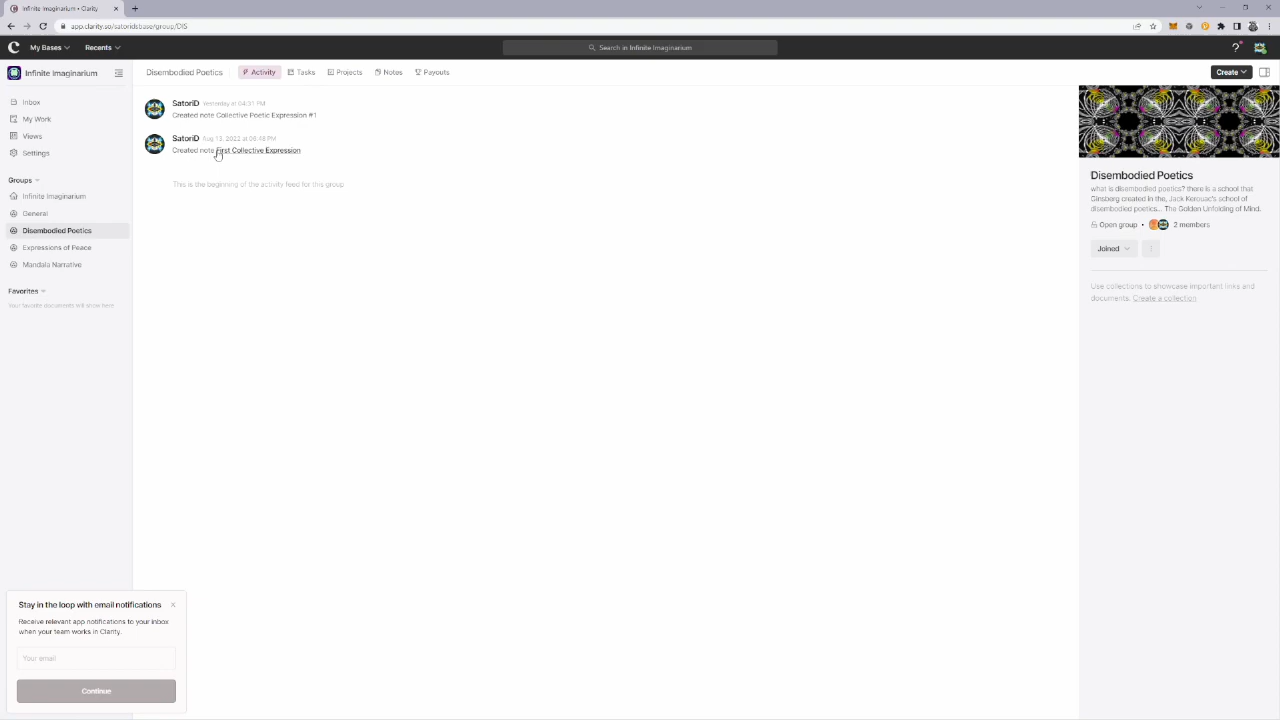 Infinite Imaginarium • Clarity
app.clarity.so/satoridsbase/group/DIS
My Bases
Recents
Search in Infinite Imaginarium
Infinite Imaginarium
Disembodied Poetics
Activity
Tasks
Projects
Notes
Payouts
Create
Inbox
My Work
Views
Settings
Groups
Infinite Imaginarium
General
Disembodied Poetics
Expressions of Peace
Mandala Narrative
Favorites
Your favorite documents will show here
SatoriD Yesterday at 04:31 PM
Created note Collective Poetic Expression #1
SatoriD Aug 13, 2022 at 06:48 PM
Created note First Collective Expression
This is the beginning of the activity feed for this group
Disembodied Poetics
what is disembodied poetics? there is a school that
Ginsberg created in the, Jack Kerouac's school of
disembodied poetics... The Golden Unfolding of Mind.
Open group • 2 members
Joined
Use collections to showcase important links and
documents. Create a collection
Stay in the loop with email notifications
Receive relevant app notifications to your inbox
when your team works in Clarity.
Your email
Continue